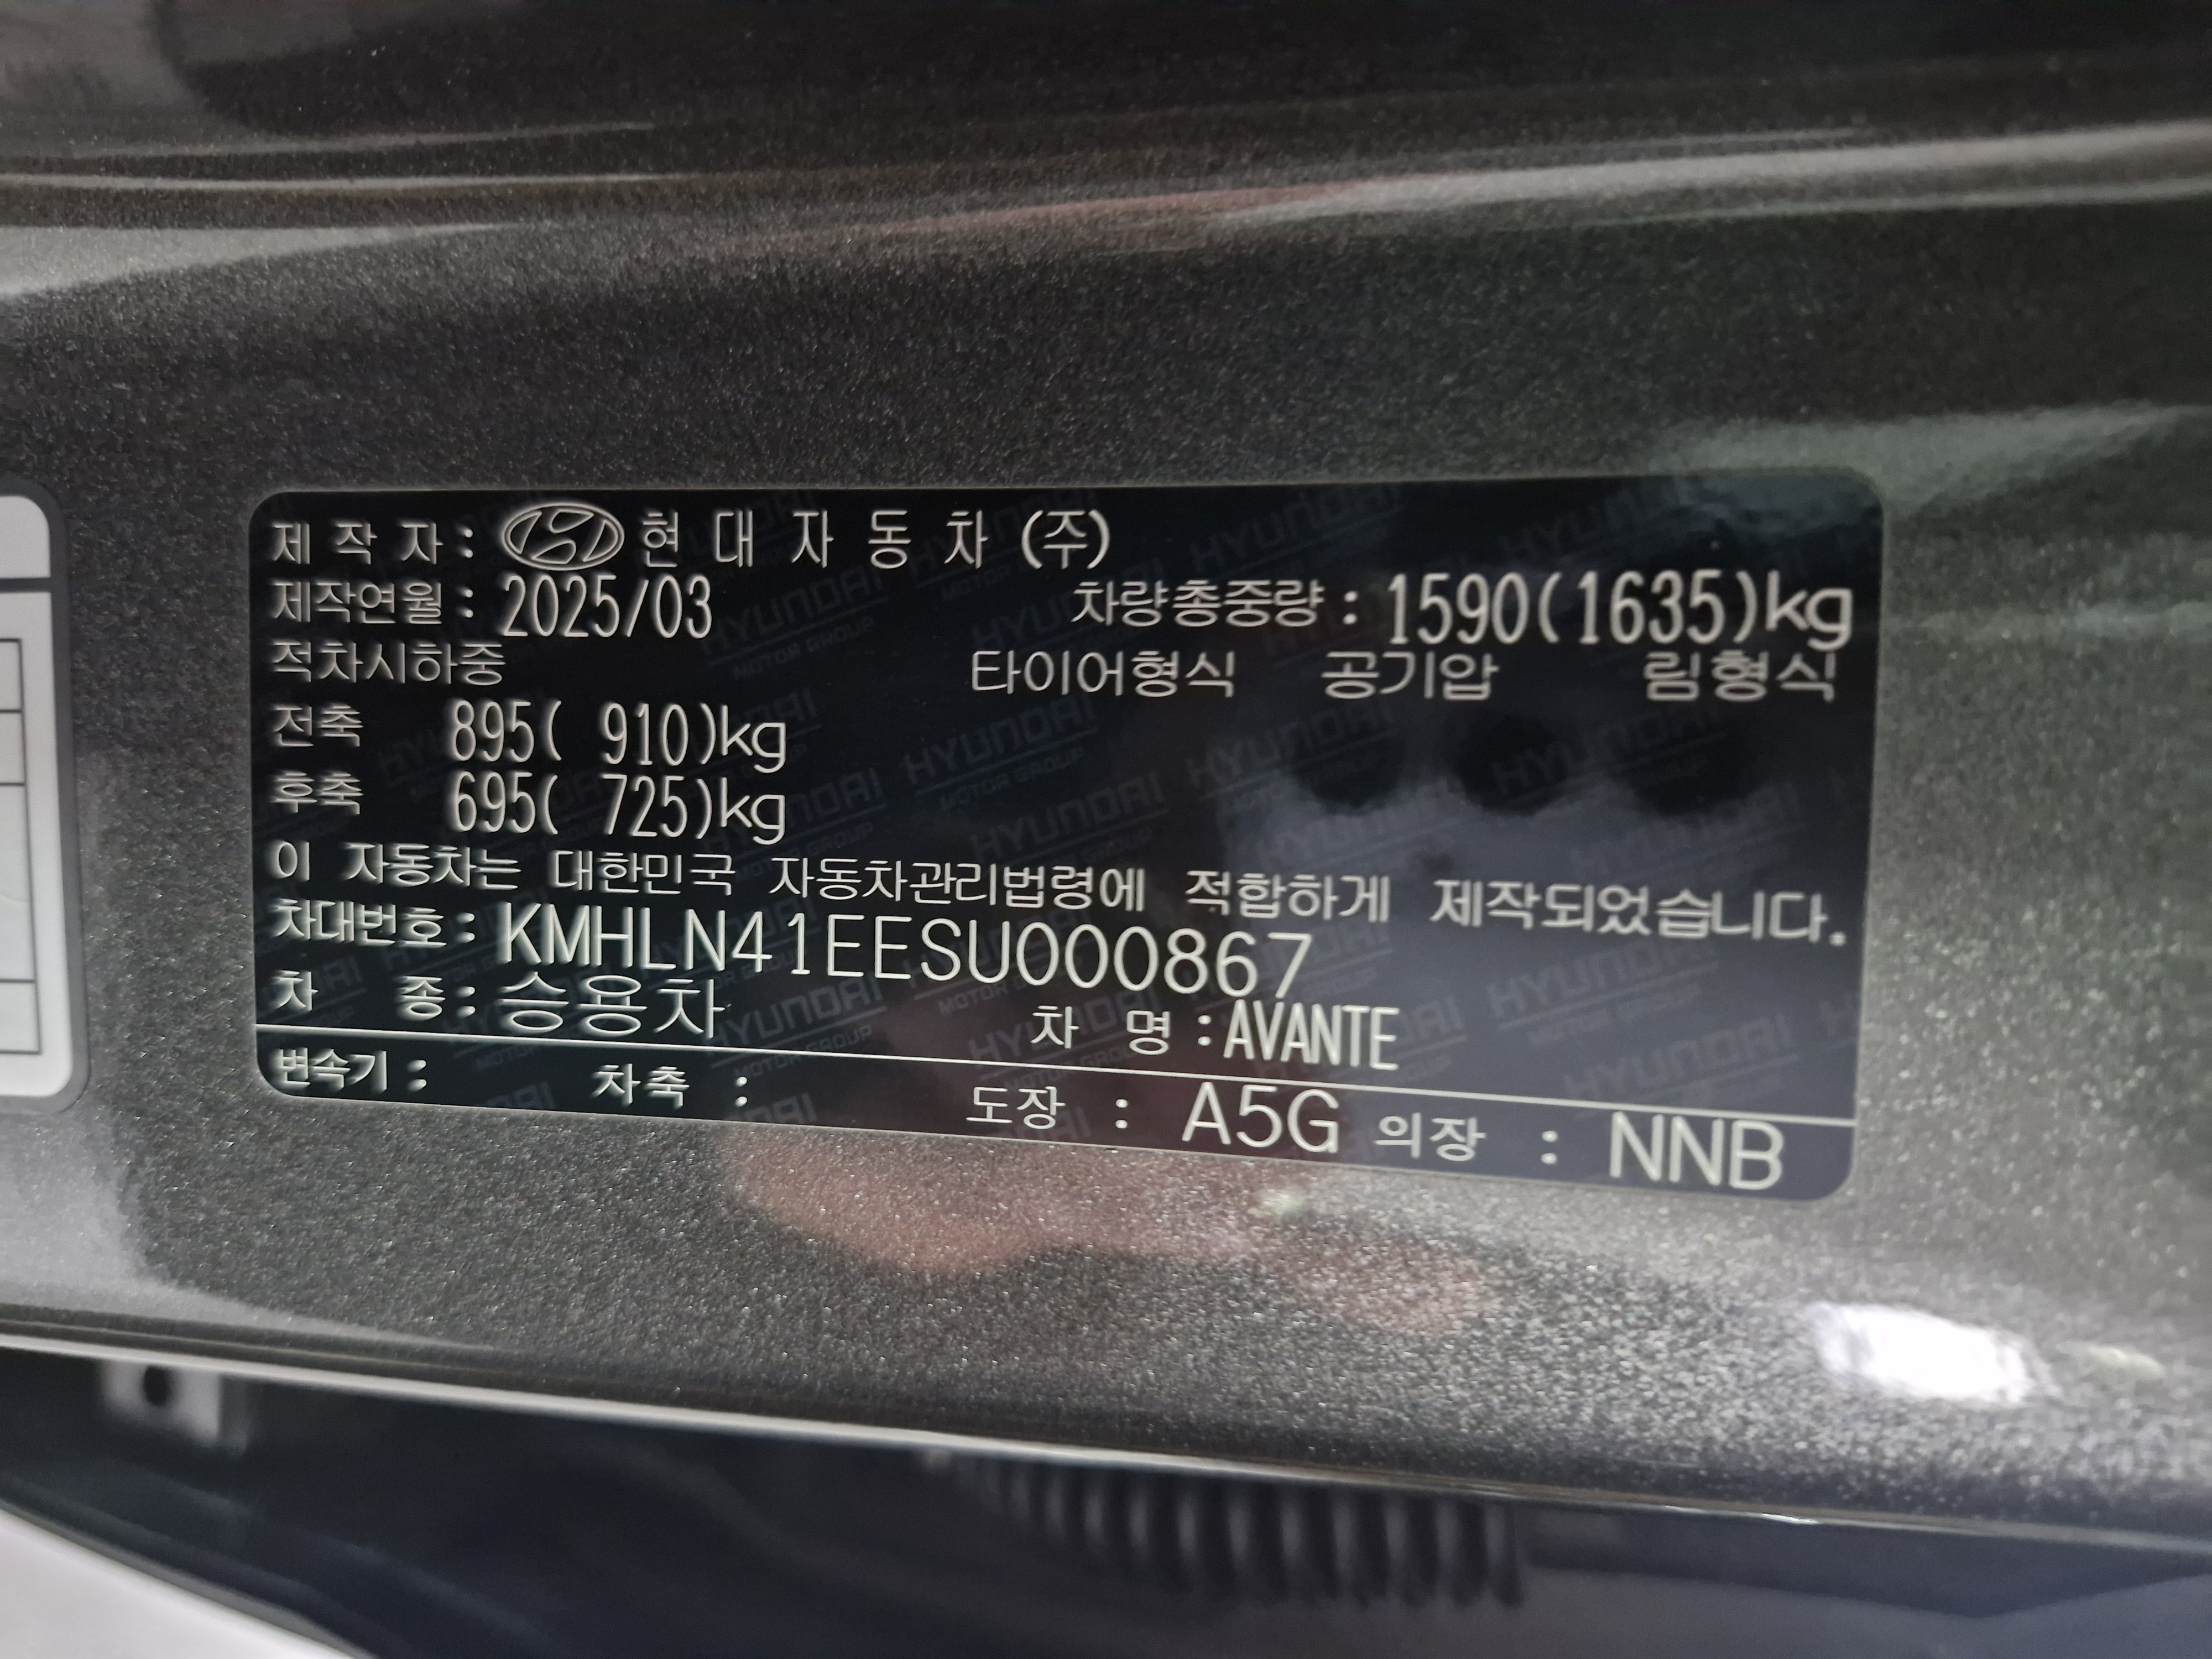 제 작 자 : 현 대 자 동 차 (주)
제작연월 : 2025/03 차량총중량 : 1590(1635)kg
적차시하중 타이어형식 공기압 림형식
전축 895( 910)kg
후축 695( 725)kg
이 자동차는 대한민국 자동차관리법령에 적합하게 제작되었습니다.
차대번호 : KMHLN41EESU000867
차 종 : 승용차 차 명 : AVANTE
변속기 : 차축 : 도장 : A5G 의장 : NNB
HYUNDAI
MOTOR GROUP